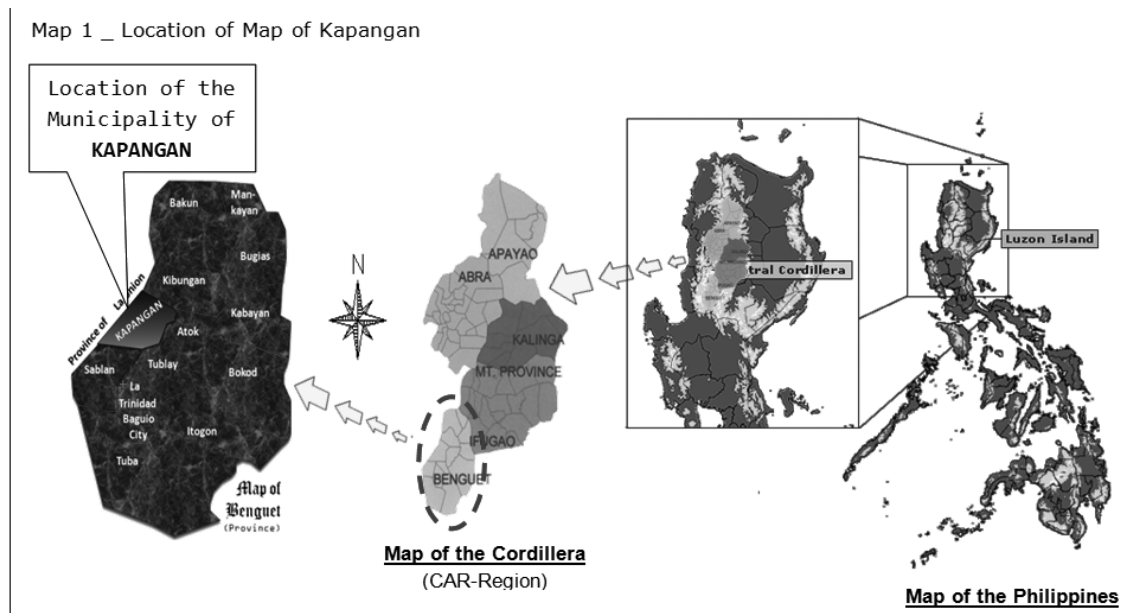 Map 1 _ Location of Map of Kapangan
Location of the
Municipality of
KAPANGAN
Bakun
Man-
kayan
Bugias
Kibungan
Province of La Union
KAPANGAN
Kabayan
Atok
Sablan
Tublay
Bokod
La
Trinidad
Baguio
City
Itogon
Tuba
Map of
Benguet
(Province)
N
APAYAO
ABRA
KALINGA
MT. PROVINCE
IFUGAO
BENGUET
Map of the Cordillera
(CAR-Region)
tral Cordillera
Luzon Island
Map of the Philippines